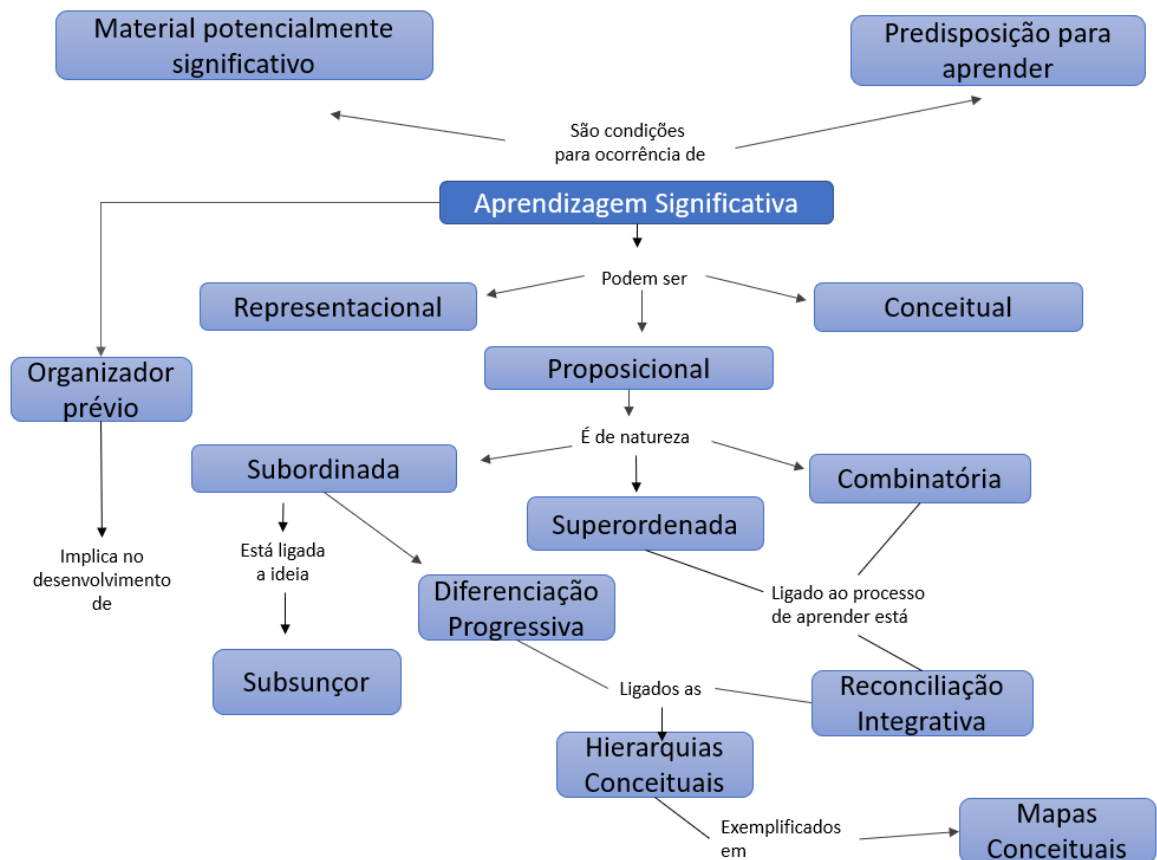 Material potencialmente
significativo
Predisposição para
aprender
São condições
para ocorrência de
Aprendizagem Significativa
Podem ser
Representacional
Conceitual
Organizador
prévio
Proposicional
É de natureza
Subordinada
Combinatória
Superordenada
Implica no
desenvolvimento
de
Está ligada
a ideia
Diferenciação
Progressiva
Ligado ao processo
de aprender está
Subsunçor
Ligados as
Reconciliação
Integrativa
Hierarquias
Conceituais
Exemplificados
em
Mapas
Conceituais